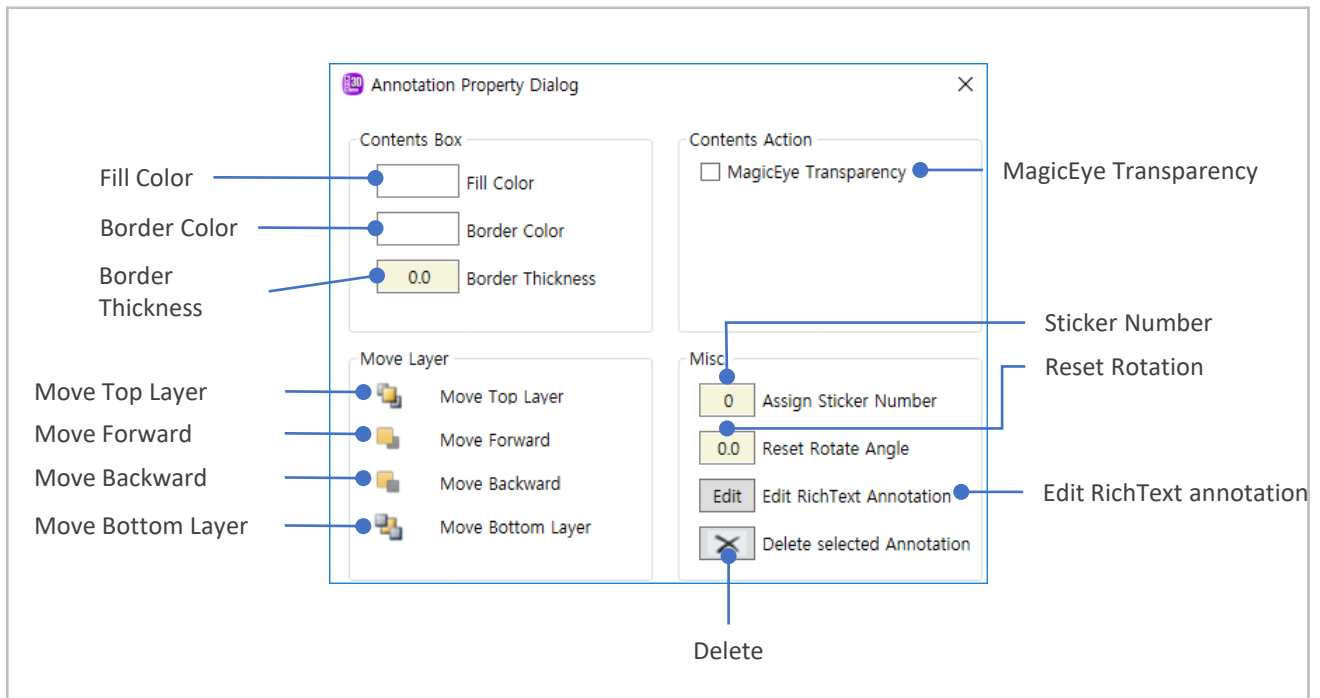 Annotation Property Dialog
Contents Box
Fill Color
Border Color
0.0 Border Thickness
Contents Action
MagicEye Transparency
Move Layer
Move Top Layer
Move Forward
Move Backward
Move Bottom Layer
Misc.
0 Assign Sticker Number
0.0 Reset Rotate Angle
Edit Edit RichText Annotation
Delete selected Annotation
Fill Color
Border Color
Border
Thickness
Move Top Layer
Move Forward
Move Backward
Move Bottom Layer
MagicEye Transparency
Sticker Number
Reset Rotation
Edit RichText annotation
Delete